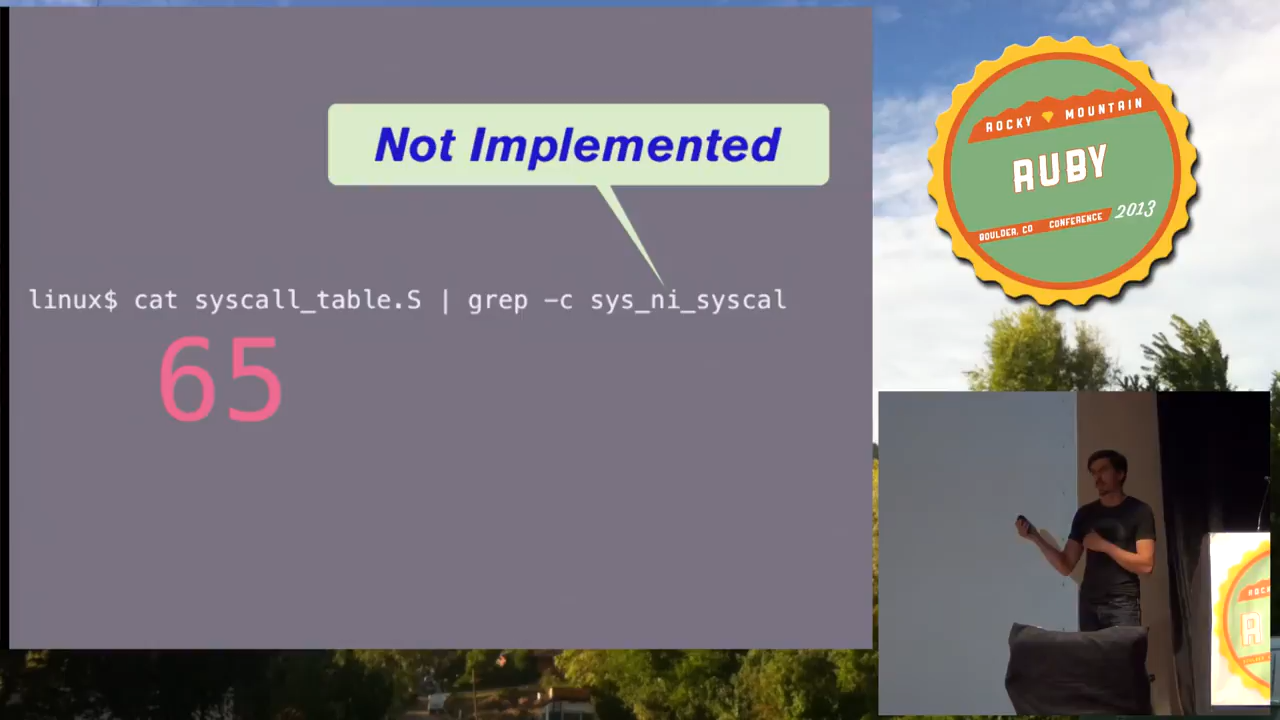 Not Implemented
linux$ cat syscall_table.S | grep -c sys_ni_syscal
65
ROCKY MOUNTAIN
RUBY
BOULDER, CO CONFERENCE 2013